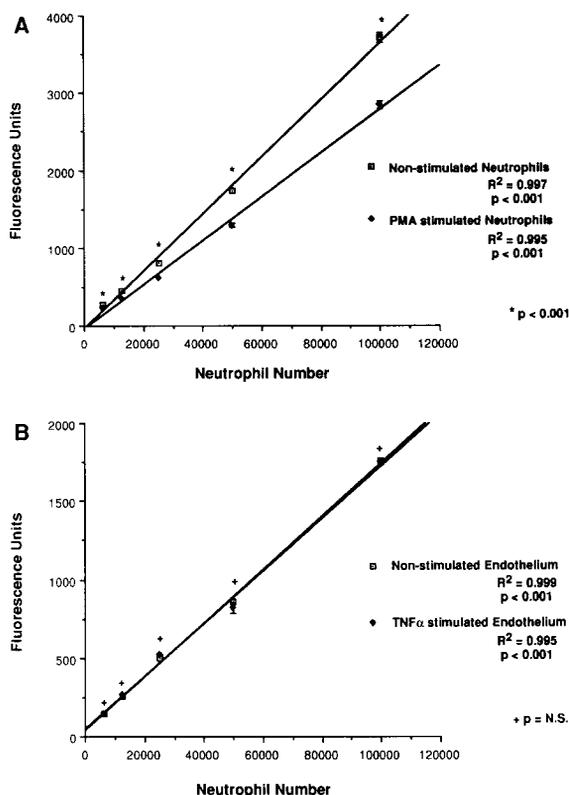 A
Fluorescence Units
4000
3000
2000
1000
0
0 20000 40000 60000 80000 100000 120000
Neutrophil Number
*
*
*
*
*
Non-stimulated Neutrophils
R2 = 0.997
p < 0.001
PMA stimulated Neutrophils
R2 = 0.995
p < 0.001
* p < 0.001
B
Fluorescence Units
2000
1500
1000
500
0
0 20000 40000 60000 80000 100000 120000
Neutrophil Number
+
+
+
+
+
Non-stimulated Endothelium
R2 = 0.999
p < 0.001
TNFα stimulated Endothelium
R2 = 0.995
p < 0.001
+ p = N.S.